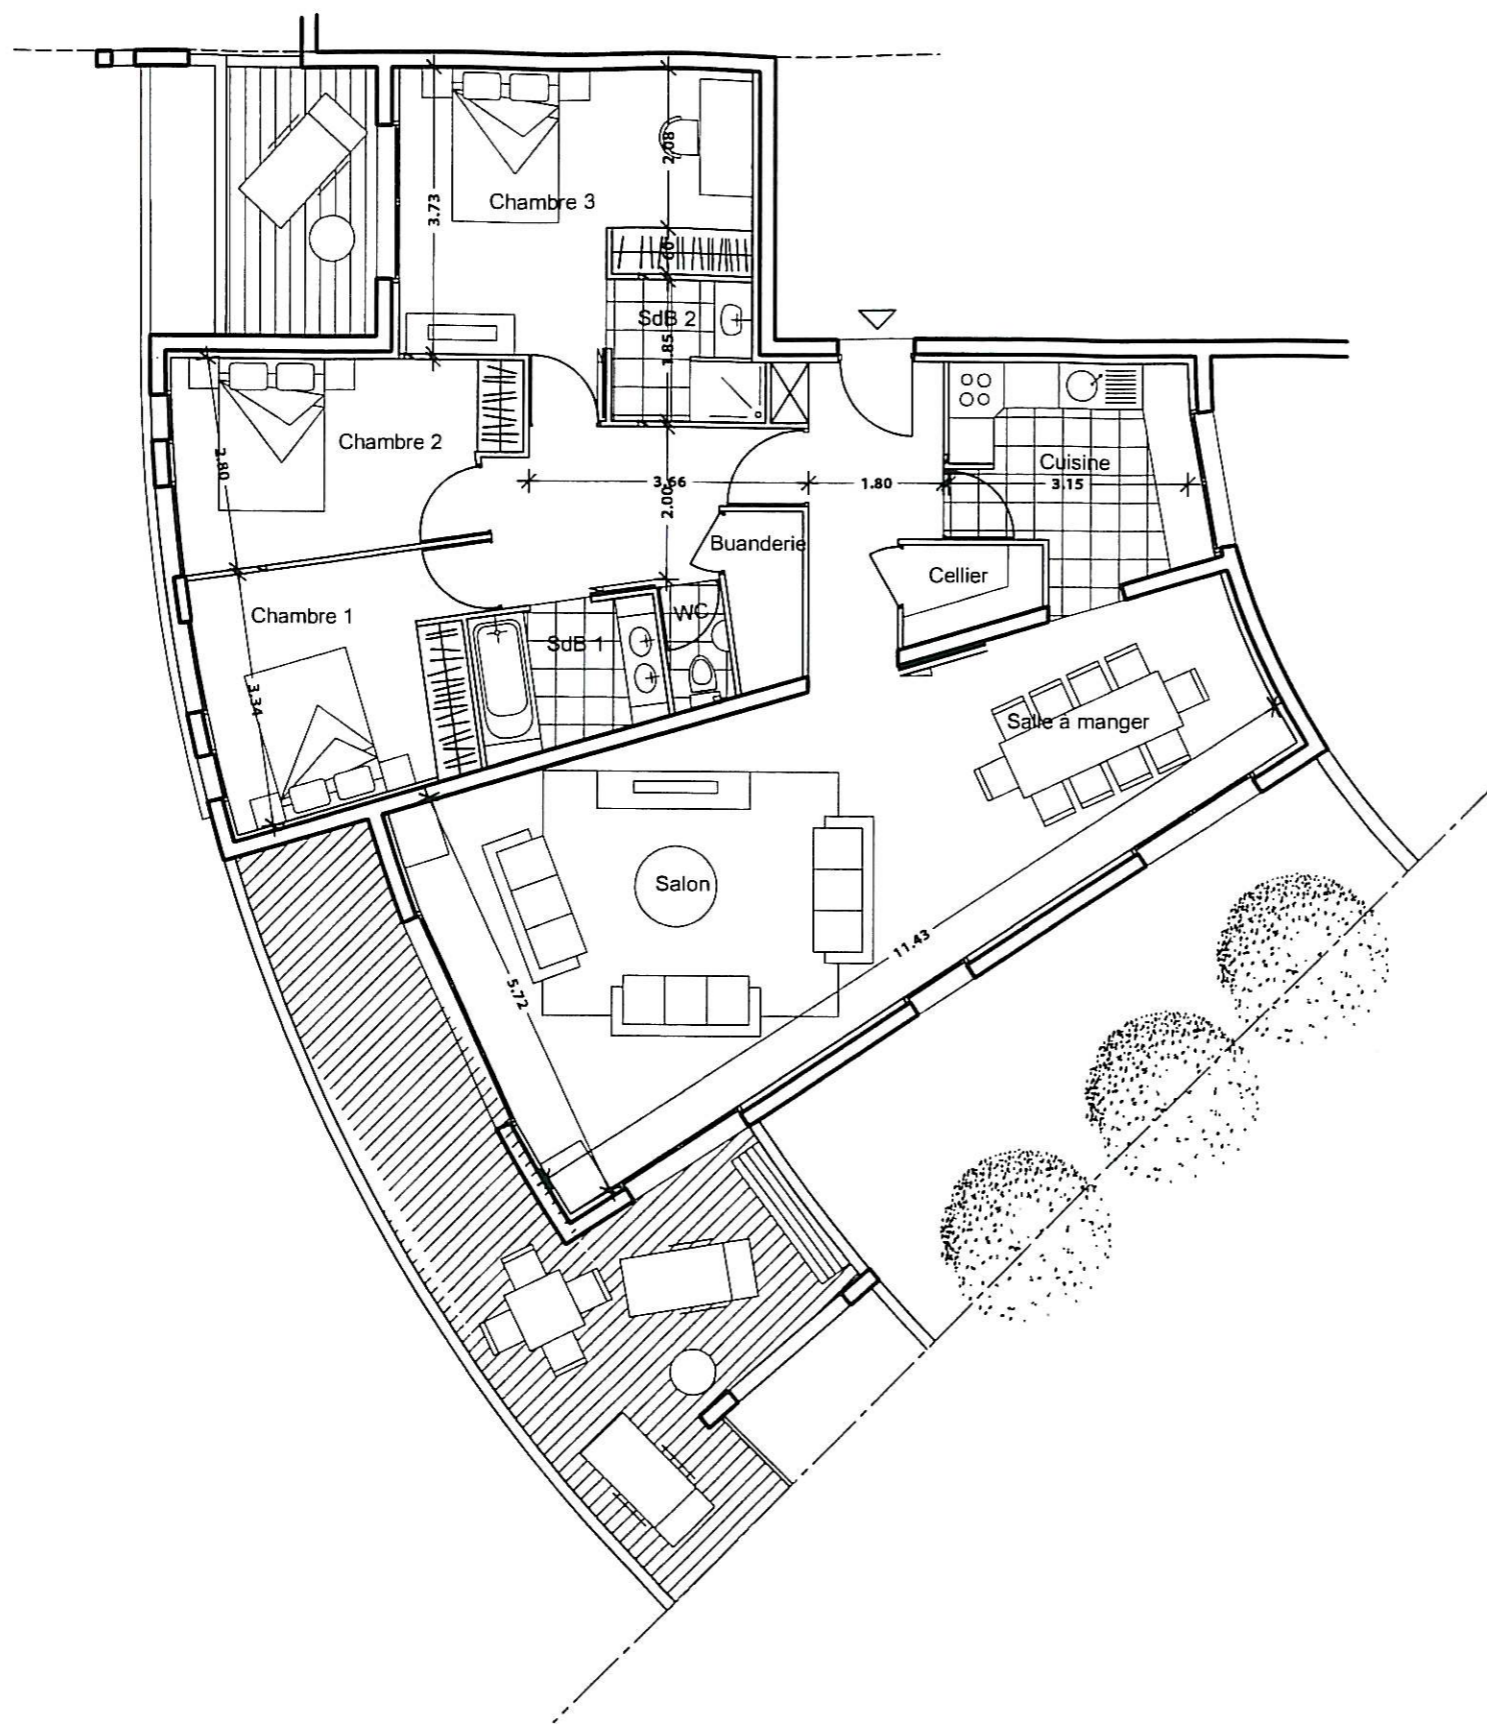 2.08
3.73
Chambre 3
.60
SdB 2
1.85
Chambre 2
2.80
3.66
2.00
1.80
Cuisine
3.15
Buanderie
Cellier
Chambre 1
WC
SdB 1
3.34
Salle à manger
Salon
11.43
5.72